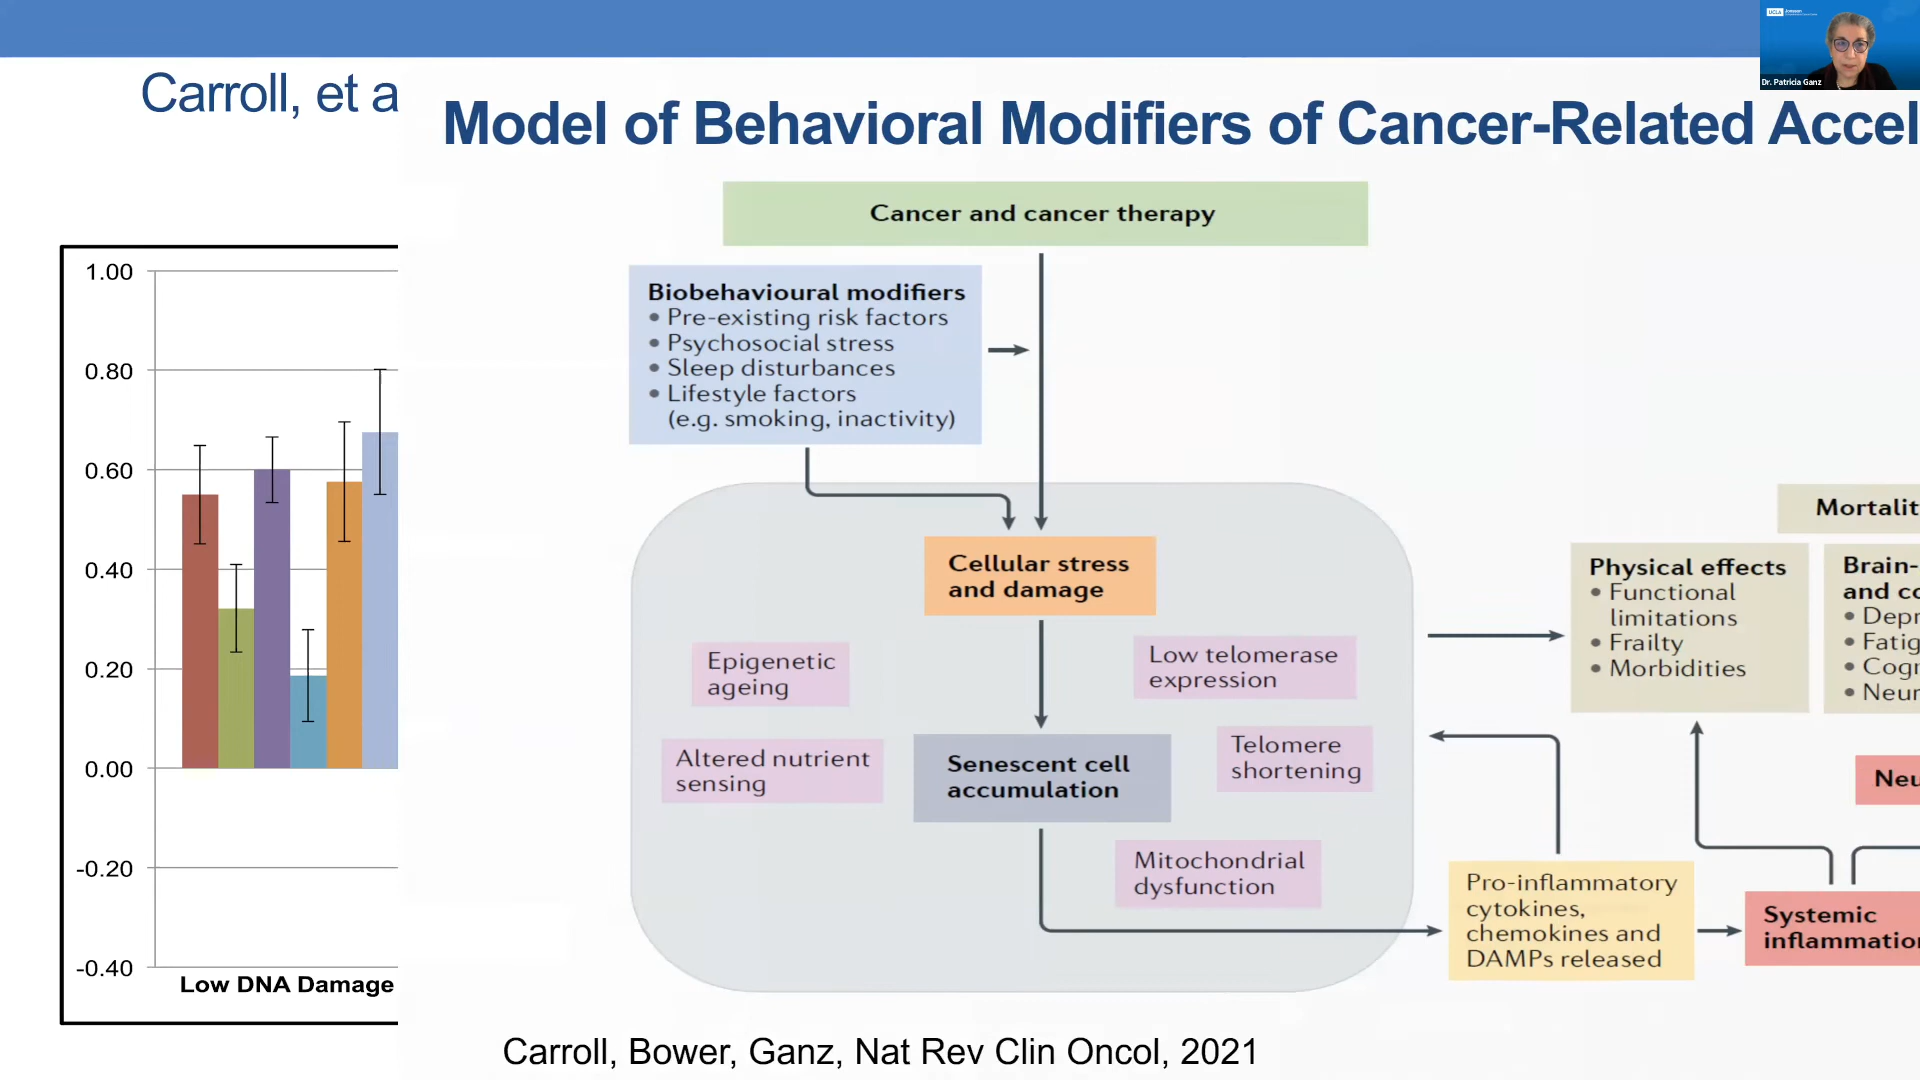 UCLA Jonsson
Dr. Patricia Ganz
Carroll, et a
Model of Behavioral Modifiers of Cancer-Related Accel
Cancer and cancer therapy
Biobehavioural modifiers
• Pre-existing risk factors
• Psychosocial stress
• Sleep disturbances
• Lifestyle factors
(e.g. smoking, inactivity)
Cellular stress
and damage
Epigenetic
ageing
Low telomerase
expression
Altered nutrient
sensing
Senescent cell
accumulation
Telomere
shortening
Mitochondrial
dysfunction
Mortalit
Physical effects
• Functional
limitations
• Frailty
• Morbidities
Brain-
and co
• Depr
• Fatig
• Cogn
• Neur
Neu
Pro-inflammatory
cytokines,
chemokines and
DAMPs released
Systemic
inflammation
1.00
0.80
0.60
0.40
0.20
0.00
-0.20
-0.40
Low DNA Damage
Carroll, Bower, Ganz, Nat Rev Clin Oncol, 2021